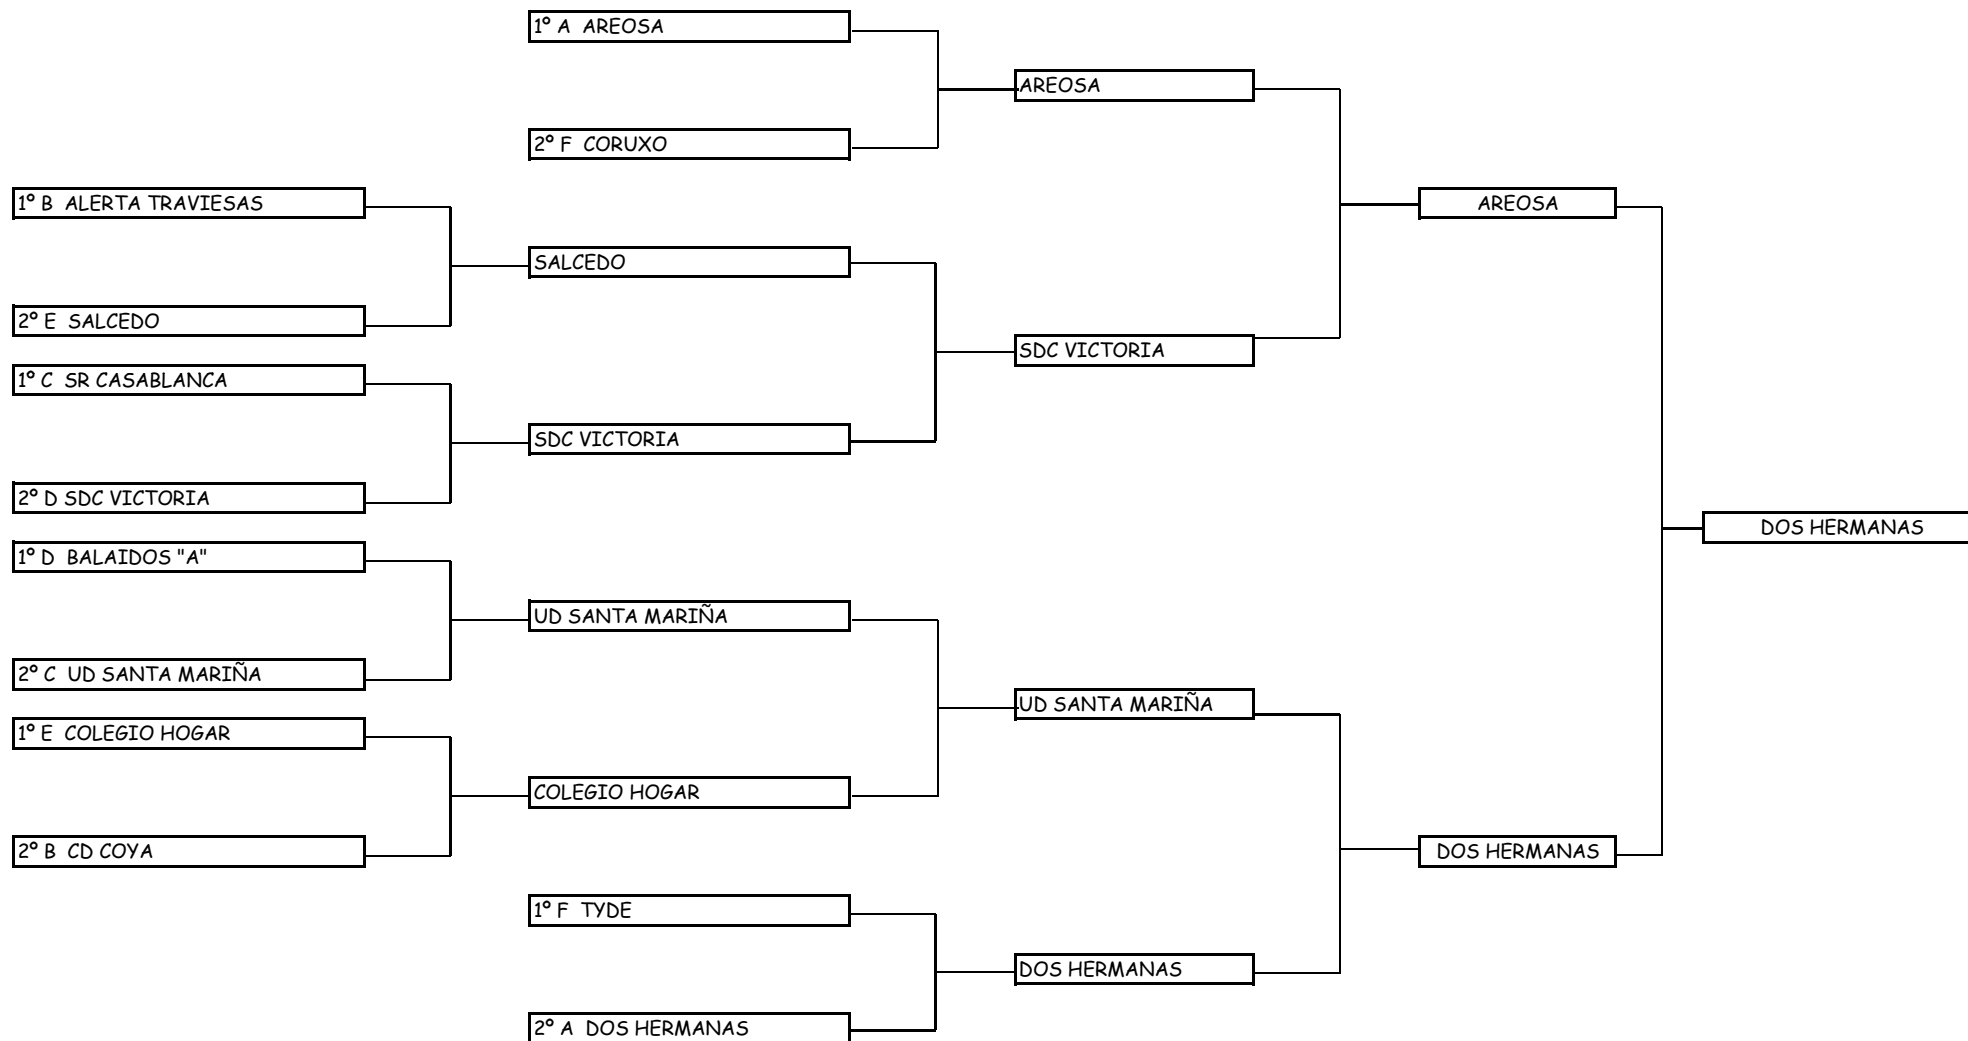 1º A  AREOSA
AREOSA
2º F  CORUXO
1º B  ALERTA TRAVIESAS
AREOSA
SALCEDO
2º E  SALCEDO
SDC VICTORIA
1º C  SR CASABLANCA
SDC VICTORIA
2º D SDC VICTORIA
DOS HERMANAS
1º D  BALAIDOS "A"
UD SANTA MARIÑA
2º C  UD SANTA MARIÑA
UD SANTA MARIÑA
1º E  COLEGIO HOGAR
COLEGIO HOGAR
2º B  CD COYA
DOS HERMANAS
1º F  TYDE
DOS HERMANAS
2º A  DOS HERMANAS